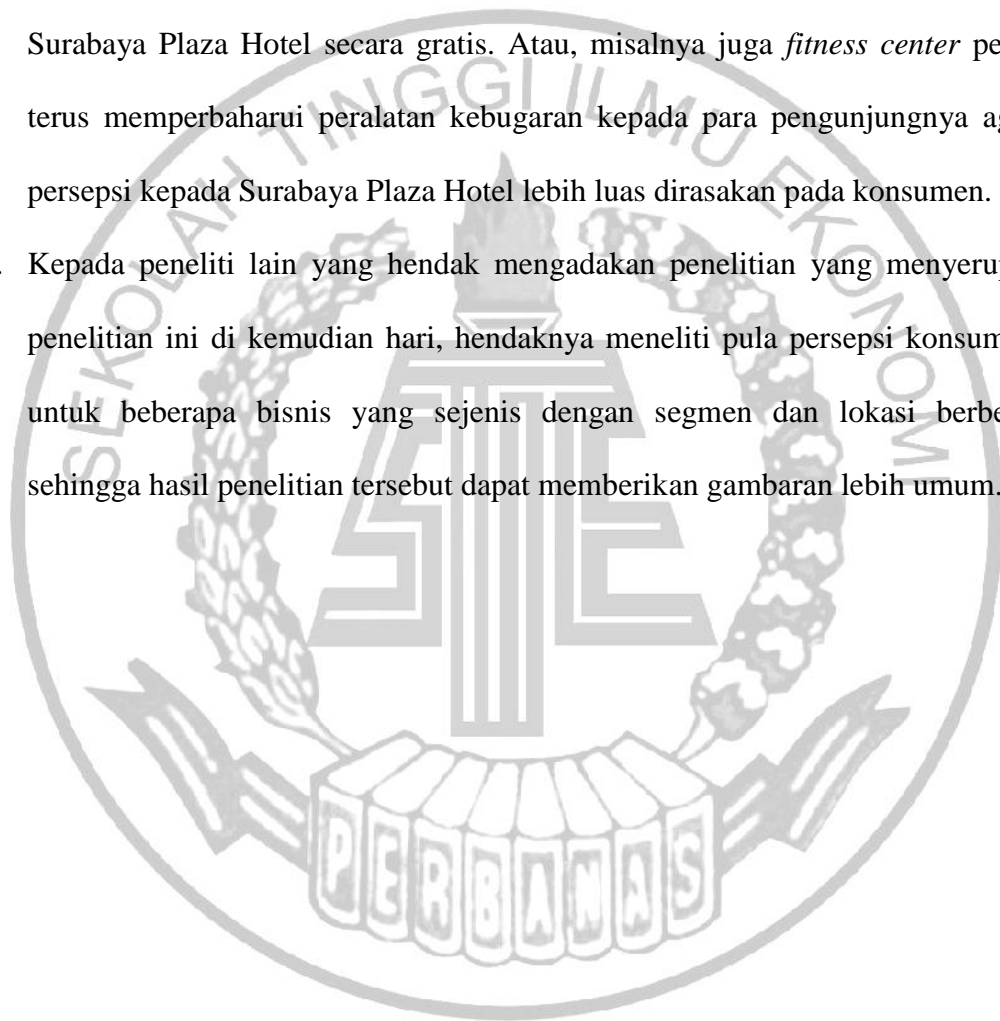 Surabaya Plaza Hotel secara gratis. Atau, misalnya juga fitness center pe
terus memperbaharui peralatan kebugaran kepada para pengunjungnya ag
persepsi kepada Surabaya Plaza Hotel lebih luas dirasakan pada konsumen.
. Kepada peneliti lain yang hendak mengadakan penelitian yang menyerup
penelitian ini di kemudian hari, hendaknya meneliti pula persepsi konsum
untuk beberapa bisnis yang sejenis dengan segmen dan lokasi berbe
sehingga hasil penelitian tersebut dapat memberikan gambaran lebih umum.
SEKOLAH TINGGI ILMU EKONOMI
PERBANAS